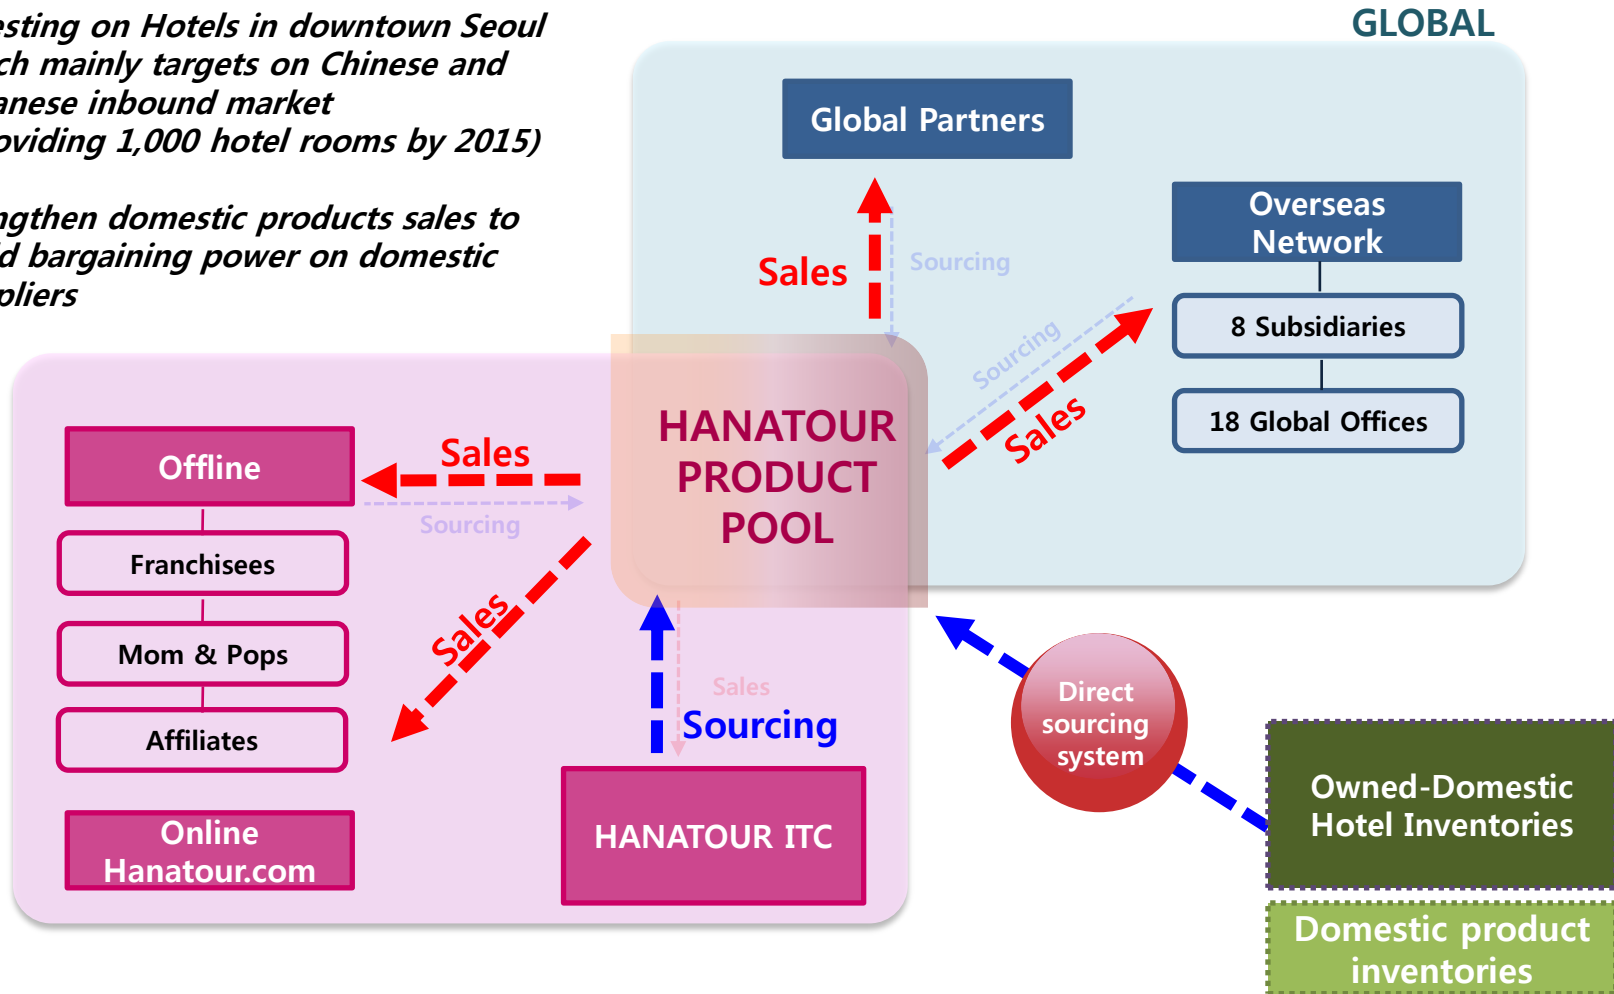 esting on Hotels in downtown Seoul
ch mainly targets on Chinese and
anese inbound market
oviding 1,000 hotel rooms by 2015)
ngthen domestic products sales to
d bargaining power on domestic
pliers
GLOBAL
Global Partners
Overseas
Network
8 Subsidiaries
18 Global Offices
Sales
Sourcing
Sourcing
Sales
HANATOUR
PRODUCT
POOL
Offline
Sales
Sourcing
Franchisees
Mom & Pops
Affiliates
Sales
Online
Hanatour.com
Sales
Sourcing
HANATOUR ITC
Direct
sourcing
system
Owned-Domestic
Hotel Inventories
Domestic product
inventories